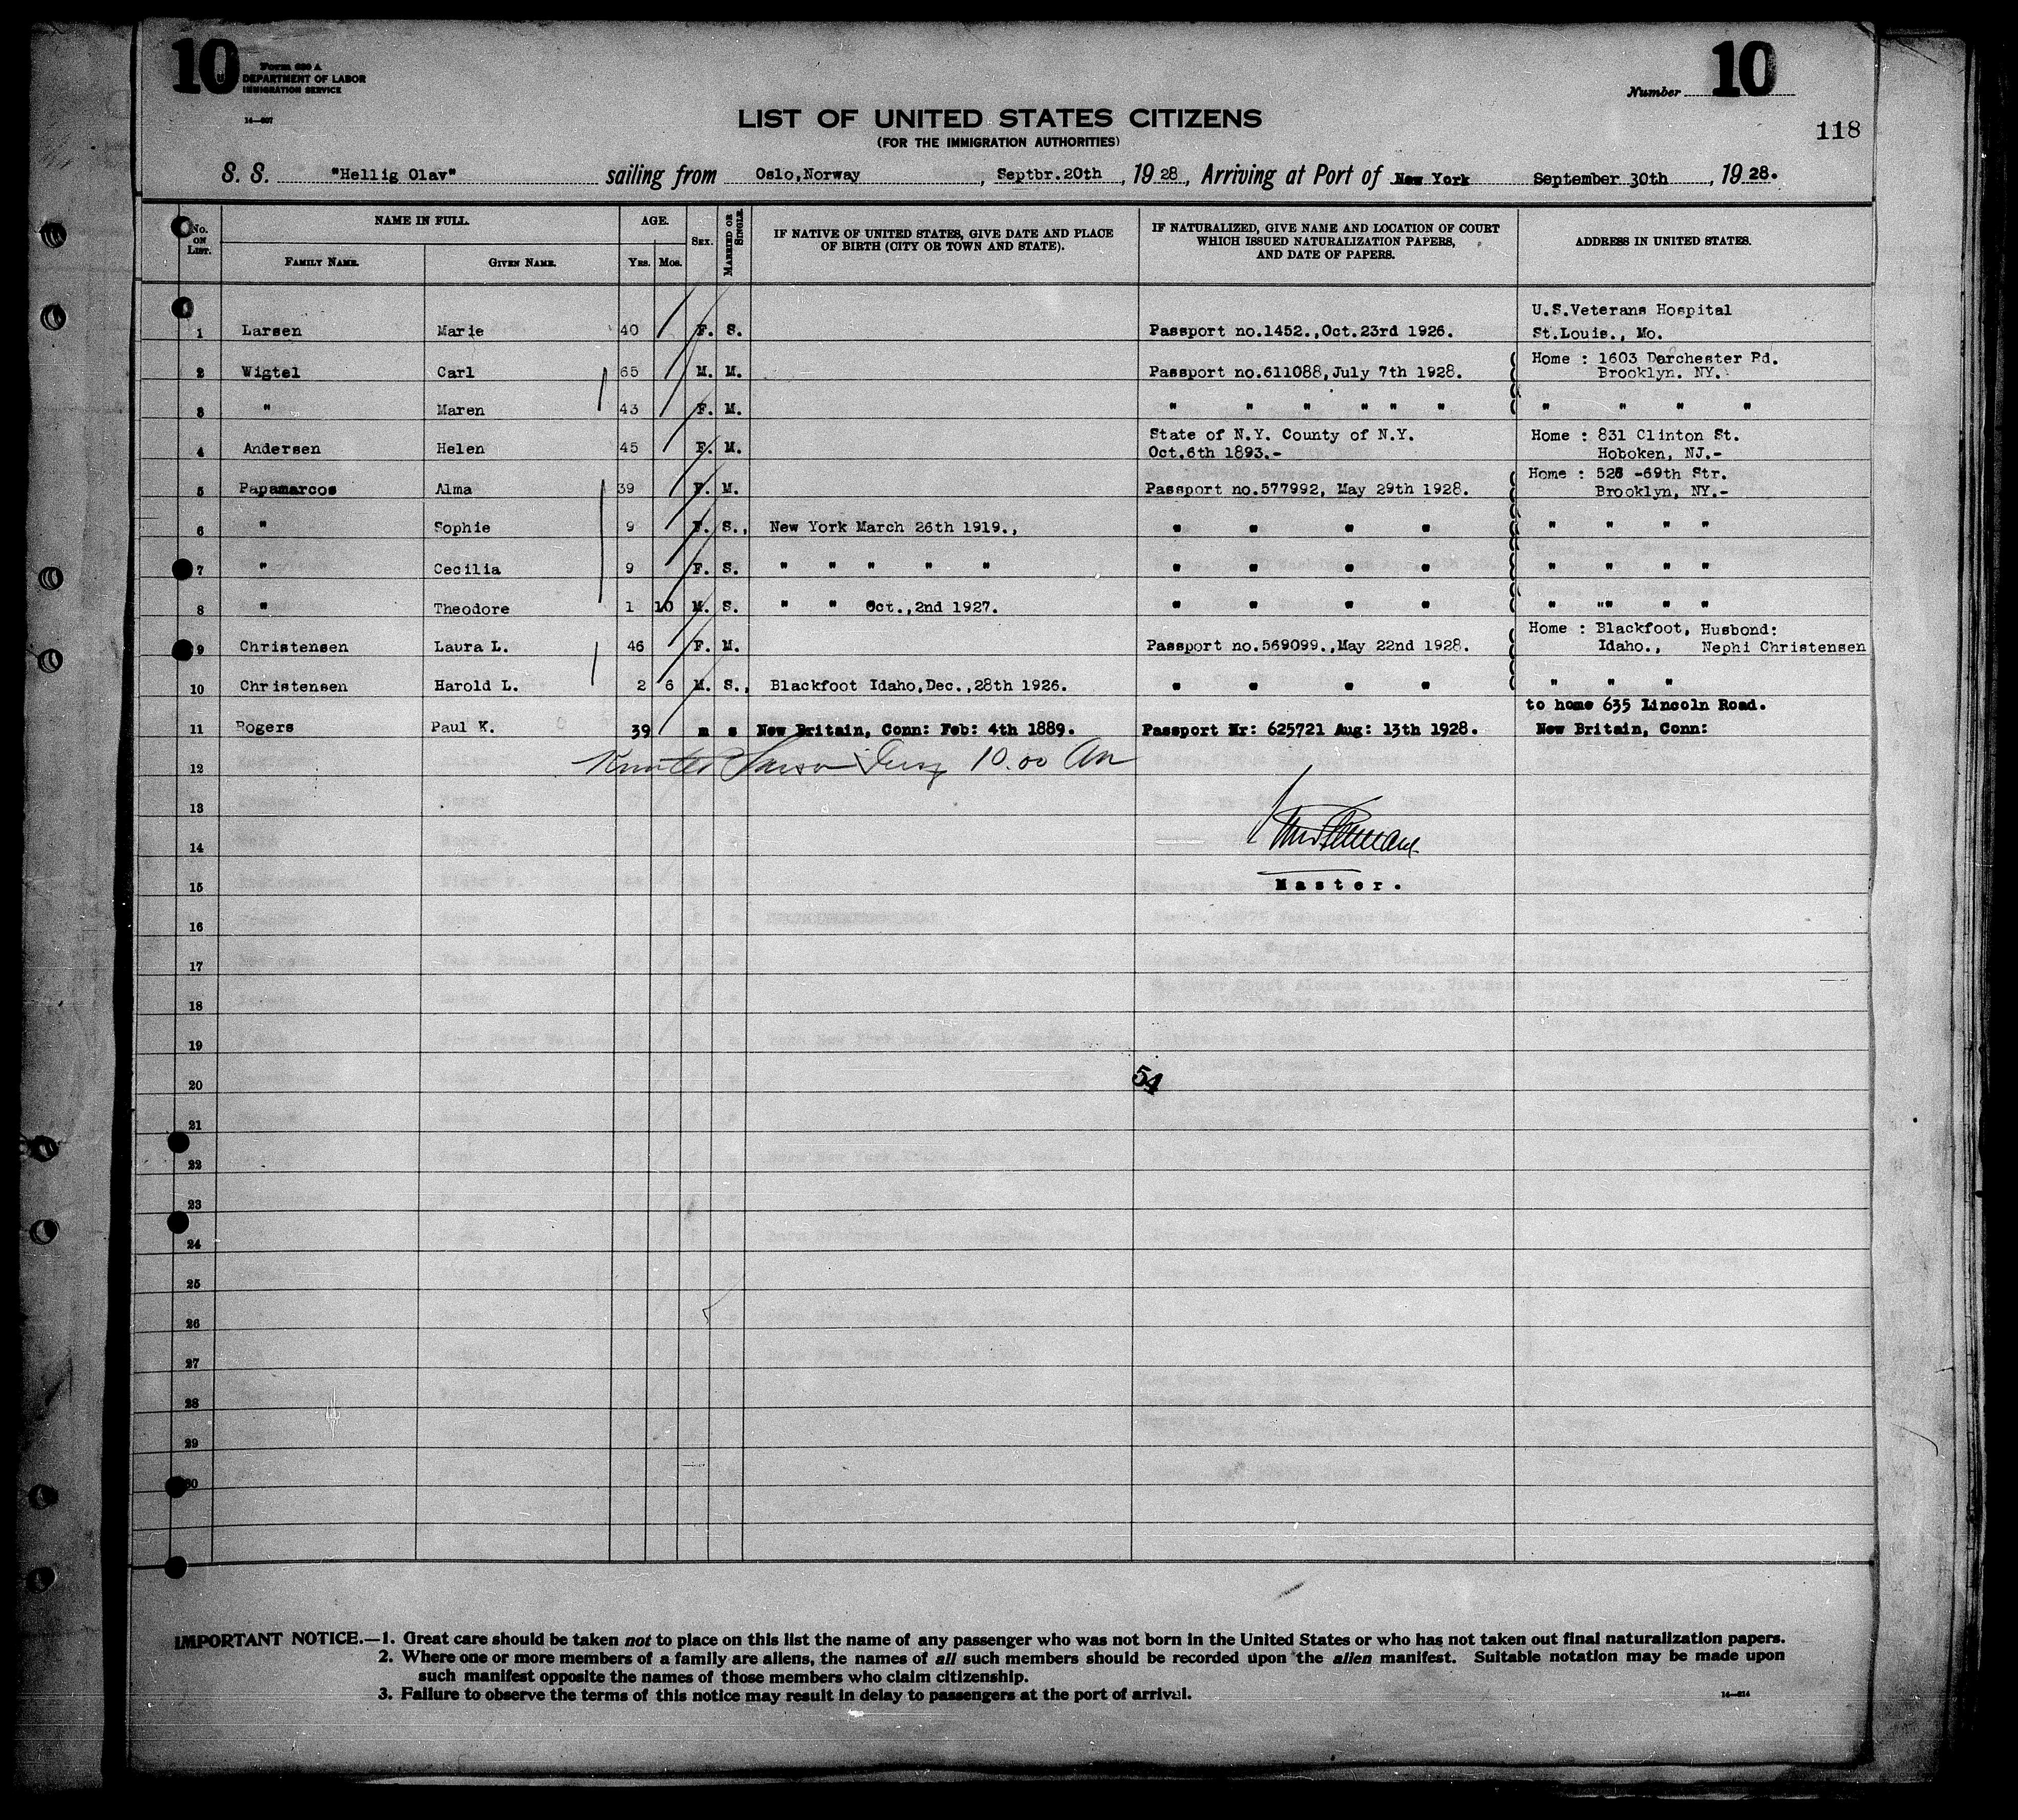 10 Form 630 A
DEPARTMENT OF LABOR
IMMIGRATION SERVICE
14—607
Number 10
118
LIST OF UNITED STATES CITIZENS
(FOR THE IMMIGRATION AUTHORITIES)
S. S. "Hellig Olav" sailing from Oslo,Norway, Septbr.20th, 1928, Arriving at Port of New York September 30th, 1928.
No. ON LIST. NAME IN FULL. AGE. SEX. MARRIED OR SINGLE. IF NATIVE OF UNITED STATES, GIVE DATE AND PLACE OF BIRTH (CITY OR TOWN AND STATE). IF NATURALIZED, GIVE NAME AND LOCATION OF COURT WHICH ISSUED NATURALIZATION PAPERS, AND DATE OF PAPERS. ADDRESS IN UNITED STATES.
FAMILY NAME. GIVEN NAME. YRS. MOS.
U.S.Veterans Hospital
1 Larsen Marie 40 F. S. Passport no.1452.,Oct.23rd 1926. St.Louis., Mo.
Home : 1603 Dorchester Rd.
2 Wigtel Carl 65 M. M. Passport no.611088,July 7th 1928. Brooklyn. NY.
3 " Maren 43 F. M. " " " " " " " " " "
State of N.Y. County of N.Y. Home : 831 Clinton St.
4 Andersen Helen 45 F. M. Oct.6th 1893.- Hoboken, NJ.-
Home : 528 -69th Str.
5 Papamarcos Alma 39 F. M. Passport no.577992, May 29th 1928. Brooklyn, NY.-
6 " Sophie 9 F. S., New York March 26th 1919., " " " " " " " "
7 " Cecilia 9 F. S. " " " " " " " " " " " " "
8 " Theodore 1 10 M. S. " " Oct.,2nd 1927. " " " " " "" " "
Home : Blackfoot, Husbond:
9 Christensen Laura L. 46 F. M. Passport no.569099.,May 22nd 1928. Idaho., Nephi Christensen
10 Christensen Harold L. 2 6 M. S., Blackfoot Idaho,Dec.,28th 1926. " " " " " " "
to home 635 Lincoln Road.
11 Rogers Paul K. 39 m s New Britain, Conn: Feb: 4th 1889. Passport Nr: 625721 Aug: 13th 1928. New Britain, Conn:
12 10.00 Am
13
14
15 Master.
16
17
18
19
20 54
21
22
23
24
25
26
27
28
29
30
IMPORTANT NOTICE.—1. Great care should be taken not to place on this list the name of any passenger who was not born in the United States or who has not taken out final naturalization papers.
2. Where one or more members of a family are aliens, the names of all such members should be recorded upon the alien manifest. Suitable notation may be made upon
such manifest opposite the names of those members who claim citizenship.
3. Failure to observe the terms of this notice may result in delay to passengers at the port of arrival.
14—614